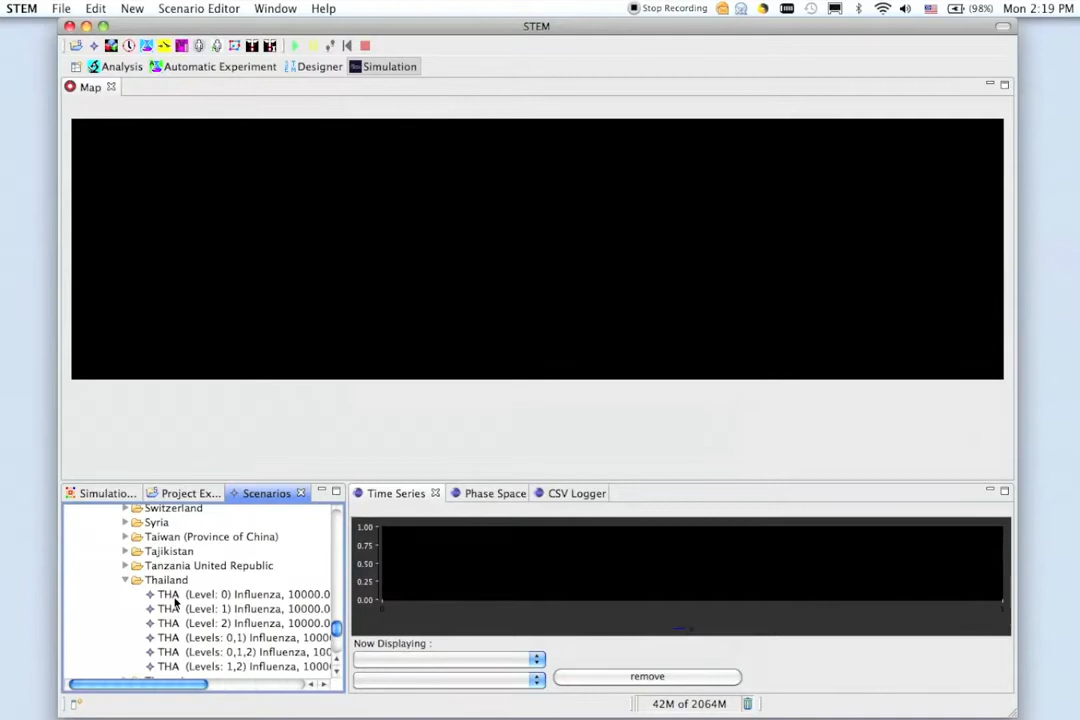 STEM File Edit New Scenario Editor Window Help Stop Recording (98%) Mon 2:19 PM
STEM
Analysis Automatic Experiment Designer Simulation
Map
Simulatio... Project Ex... Scenarios
Time Series Phase Space CSV Logger
Switzerland
Syria
Taiwan (Province of China)
Tajikistan
Tanzania United Republic
Thailand
THA (Level: 0) Influenza, 10000.0
THA (Level: 1) Influenza, 10000.0
THA (Level: 2) Influenza, 10000.0
THA (Levels: 0,1) Influenza, 1000
THA (Levels: 0,1,2) Influenza, 100
THA (Levels: 1,2) Influenza, 1000
1.00
0.75
0.50
0.25
0.00
0
1
Now Displaying :
remove
42M of 2064M